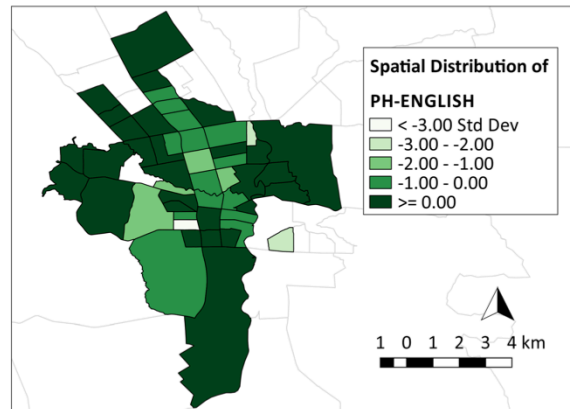 Spatial Distribution of
PH-ENGLISH
< -3.00 Std Dev
-3.00 - -2.00
-2.00 - -1.00
-1.00 - 0.00
>= 0.00
1 0 1 2 3 4 km